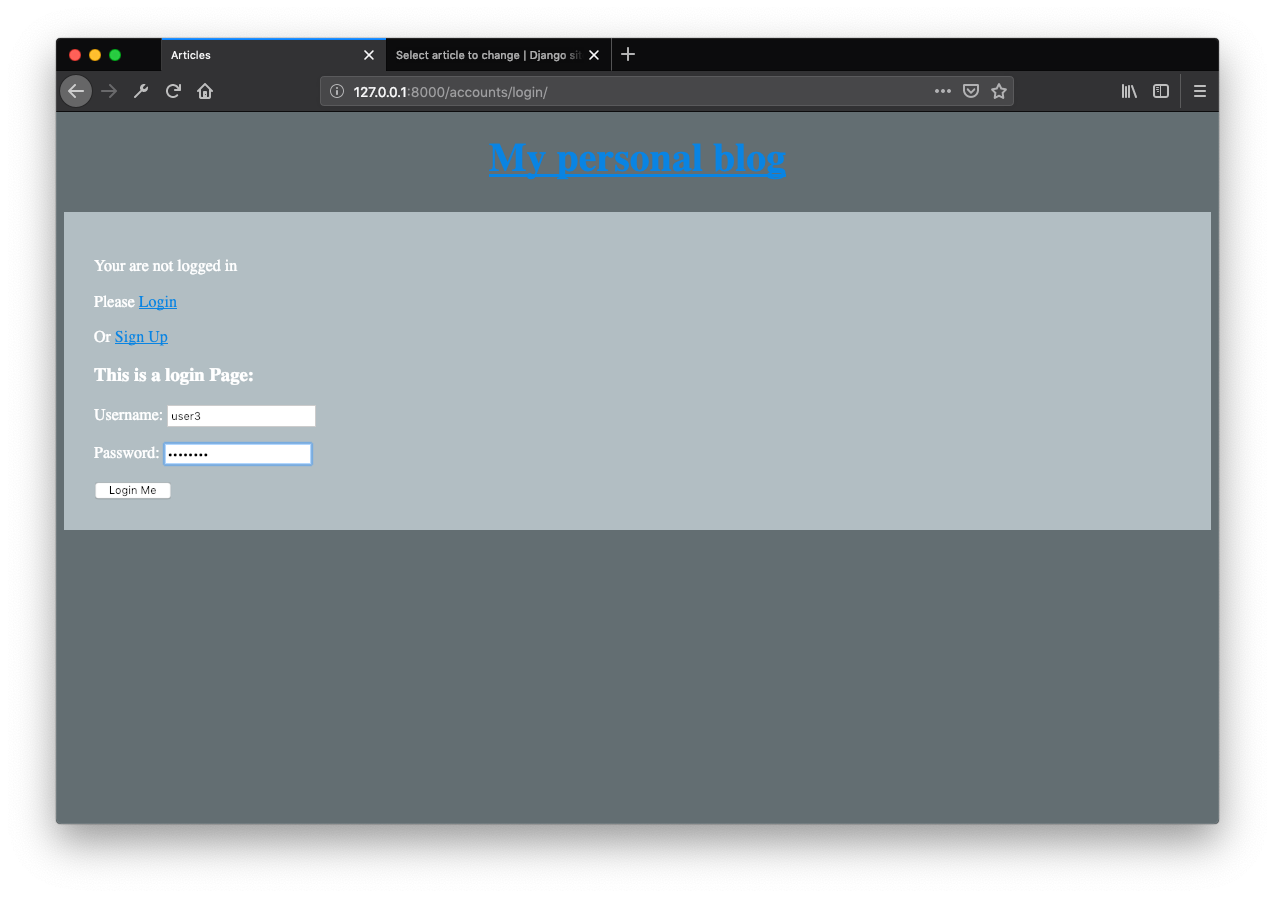 Articles
Select article to change | Django sit
127.0.0.1:8000/accounts/login/
My personal blog
Your are not logged in
Please Login
Or Sign Up
This is a login Page:
Username: user3
Password: ••••••••
Login Me